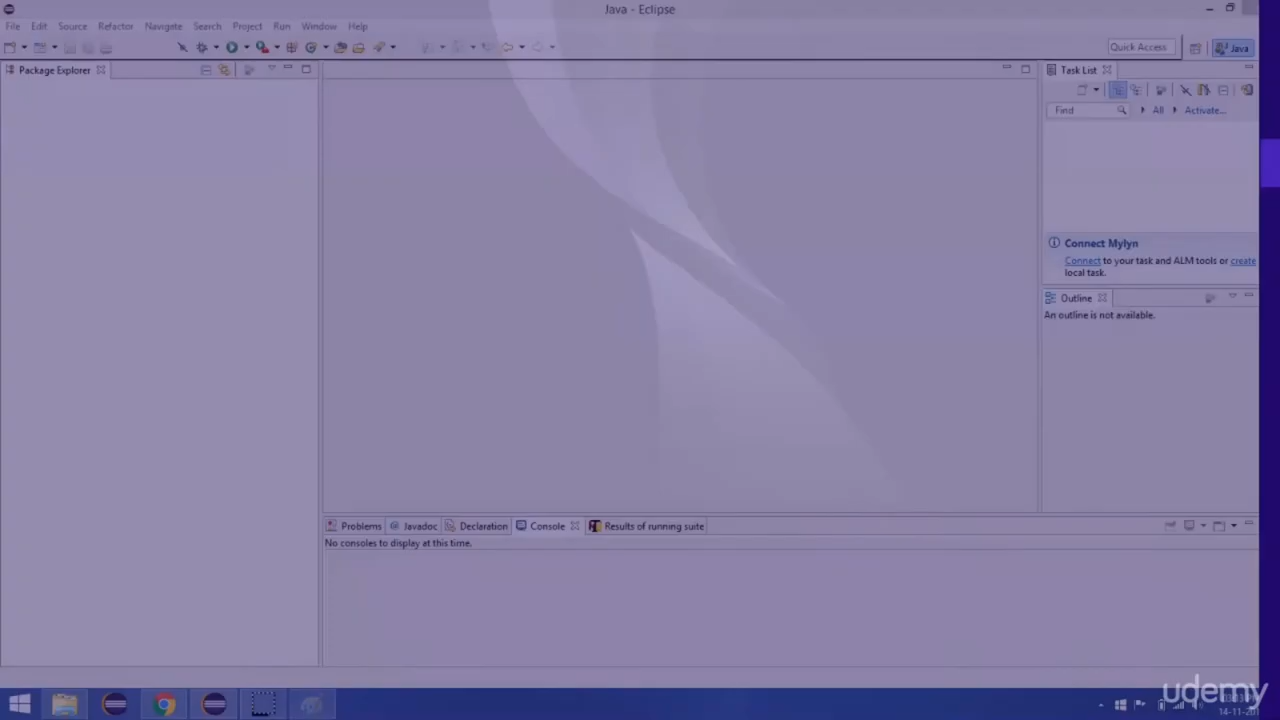 Java - Eclipse
File Edit Source Refactor Navigate Search Project Run Window Help
Quick Access
Java
Package Explorer
Task List
Find
All
Activate...
Connect Mylyn
Connect to your task and ALM tools or create
local task.
Outline
An outline is not available.
Problems
Javadoc
Declaration
Console
Results of running suite
No consoles to display at this time.
udemy